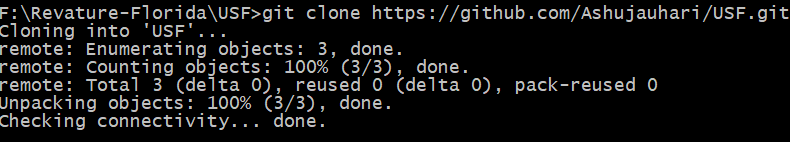 F:\Revature-Florida\USF>git clone https://github.com/Ashujauhari/USF.git
Cloning into 'USF'...
remote: Enumerating objects: 3, done.
remote: Counting objects: 100% (3/3), done.
remote: Total 3 (delta 0), reused 0 (delta 0), pack-reused 0
Unpacking objects: 100% (3/3), done.
Checking connectivity... done.